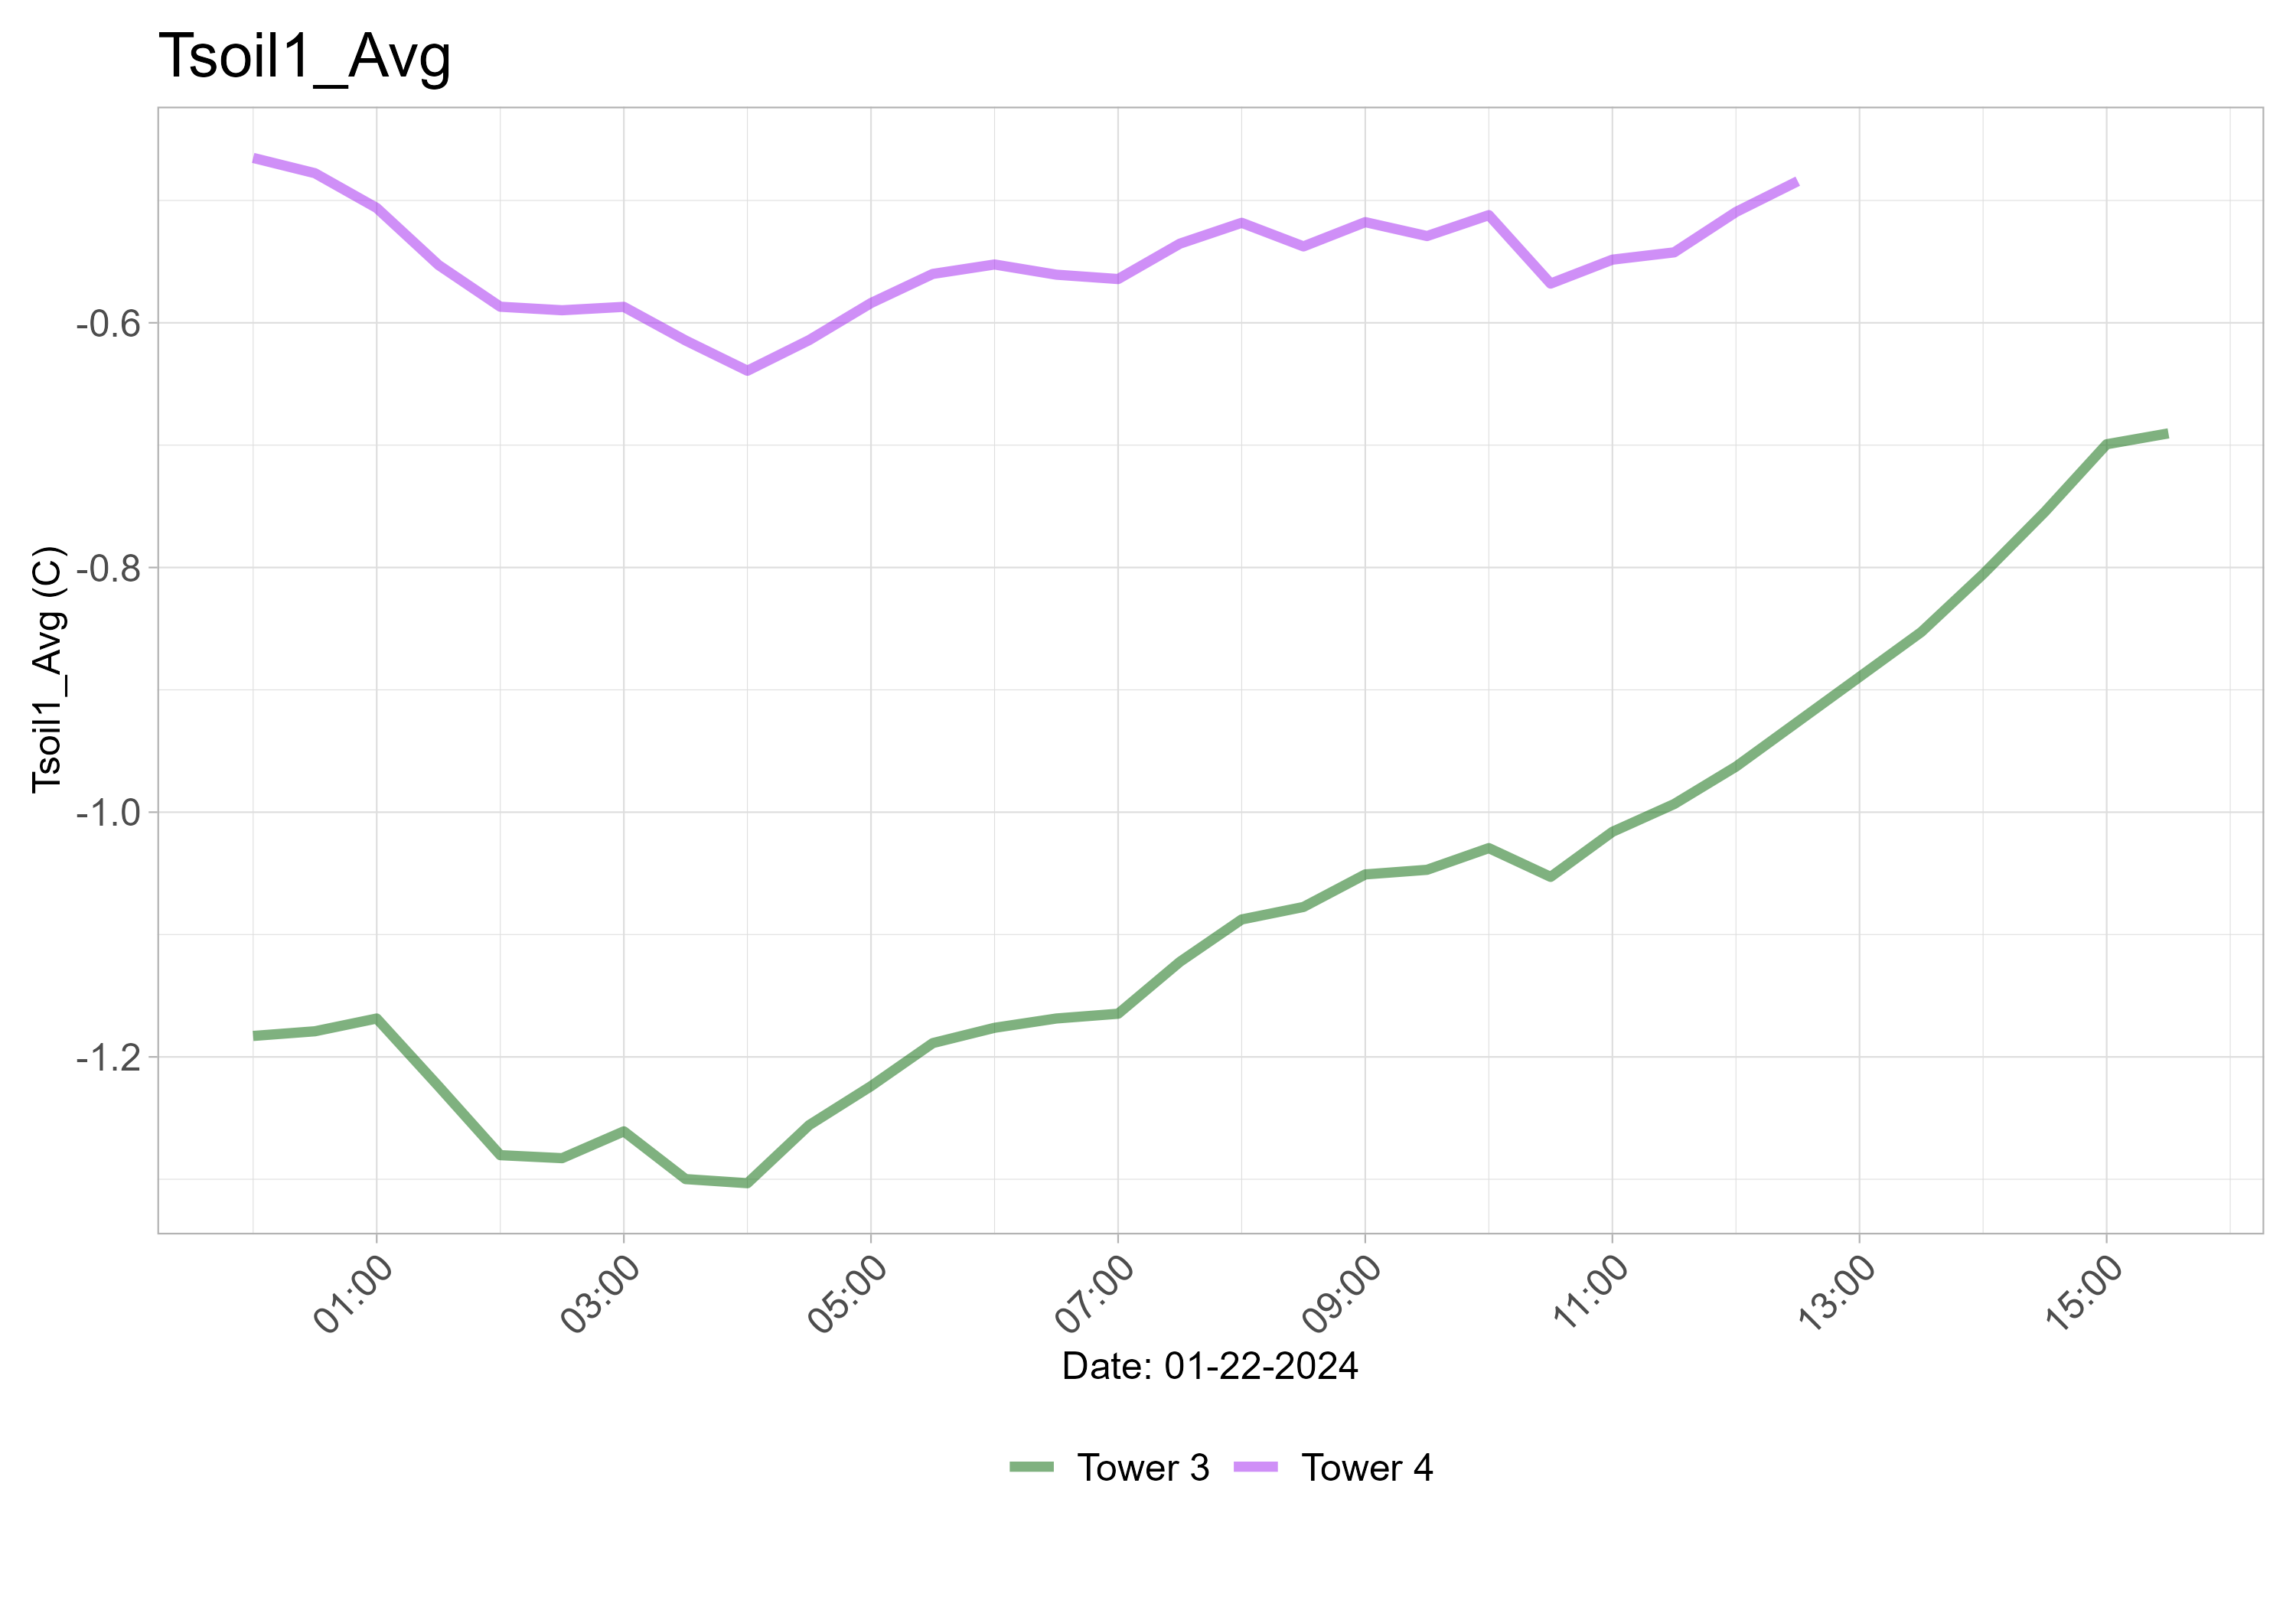 Tsoil1_Avg
Tsoil1_Avg (C)
-0.6
-0.8
-1.0
-1.2
01:00 03:00 05:00 07:00 09:00 11:00 13:00 15:00
Date: 01-22-2024
Tower 3 Tower 4